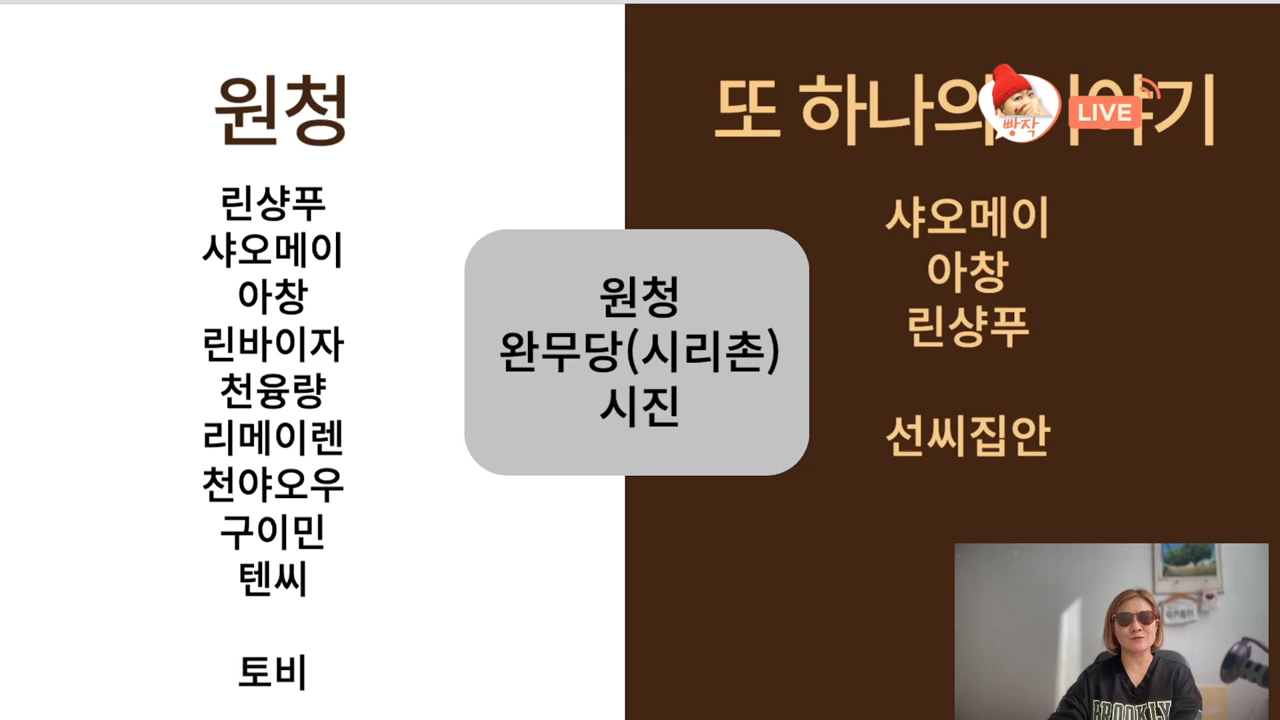 원청
린샹푸
샤오메이
아창
린바이자
천융량
리메이렌
천야오우
구이민
텐씨
토비
원청
완무당(시리촌)
시진
또 하나의 이야기
빵작
LIVE
샤오메이
아창
린샹푸
선씨집안
OPEN
BROOKLY